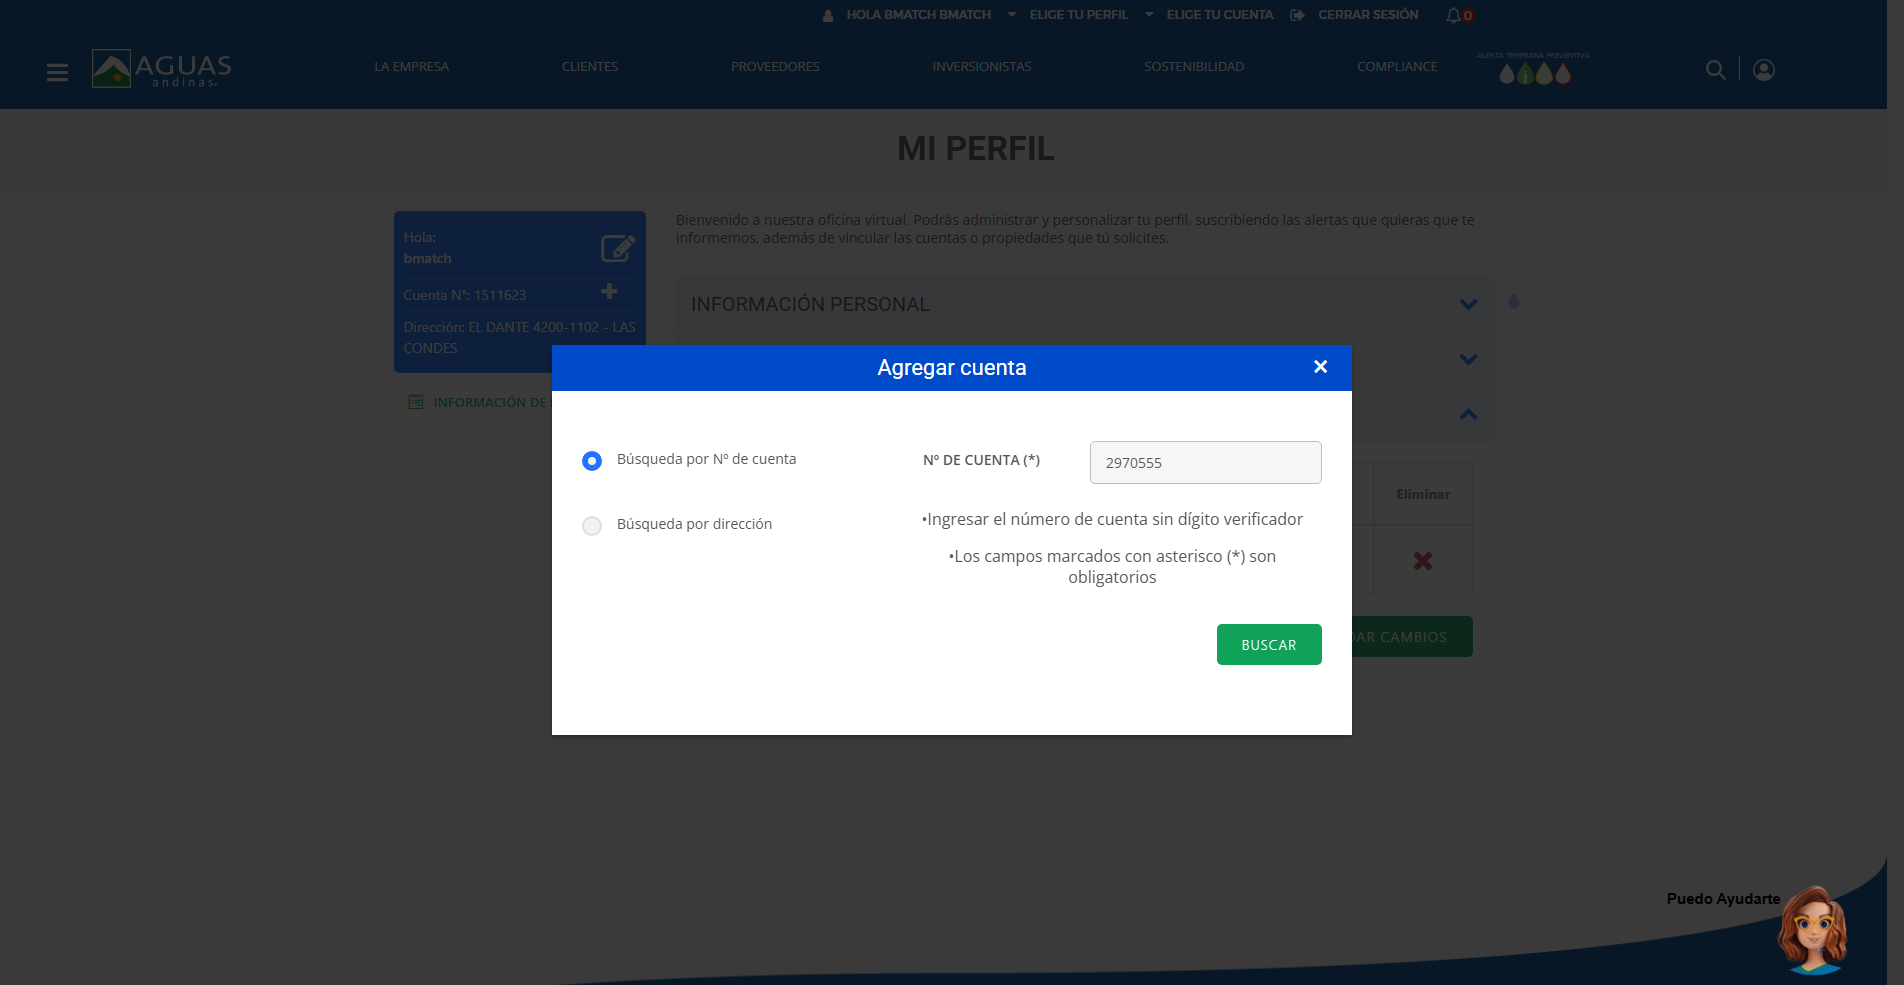 HOLA BMATCH BMATCH
ELIGE TU PERFIL
ELIGE TU CUENTA
CERRAR SESIÓN
0
AGUAS
andinas
LA EMPRESA
CLIENTES
PROVEEDORES
INVERSIONISTAS
SOSTENIBILIDAD
COMPLIANCE
ALERTA TEMPRANA PREVENTIVA
MI PERFIL
Hola:
bmatch
Cuenta Nº: 1511623
Dirección: EL DANTE 4200-1102 - LAS
CONDES
INFORMACIÓN DE
Bienvenido a nuestra oficina virtual. Podrás administrar y personalizar tu perfil, suscribiendo las alertas que quieras que te
informemos, además de vincular las cuentas o propiedades que tú solicites.
INFORMACIÓN PERSONAL
Agregar cuenta
Búsqueda por Nº de cuenta
Búsqueda por dirección
Nº DE CUENTA (*)
2970555
•Ingresar el número de cuenta sin dígito verificador
•Los campos marcados con asterisco (*) son
obligatorios
BUSCAR
Eliminar
DAR CAMBIOS
Puedo Ayudarte